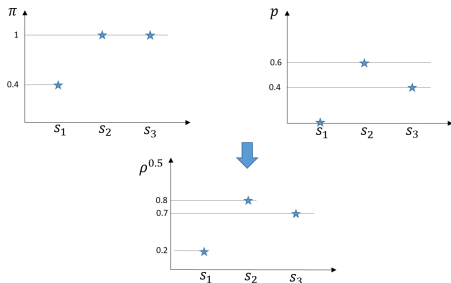 π
1
0.4
s₁ s₂ s₃
p
0.6
0.4
s₁ s₂ s₃
ρ^0.5
0.8
0.7
0.2
s₁ s₂ s₃